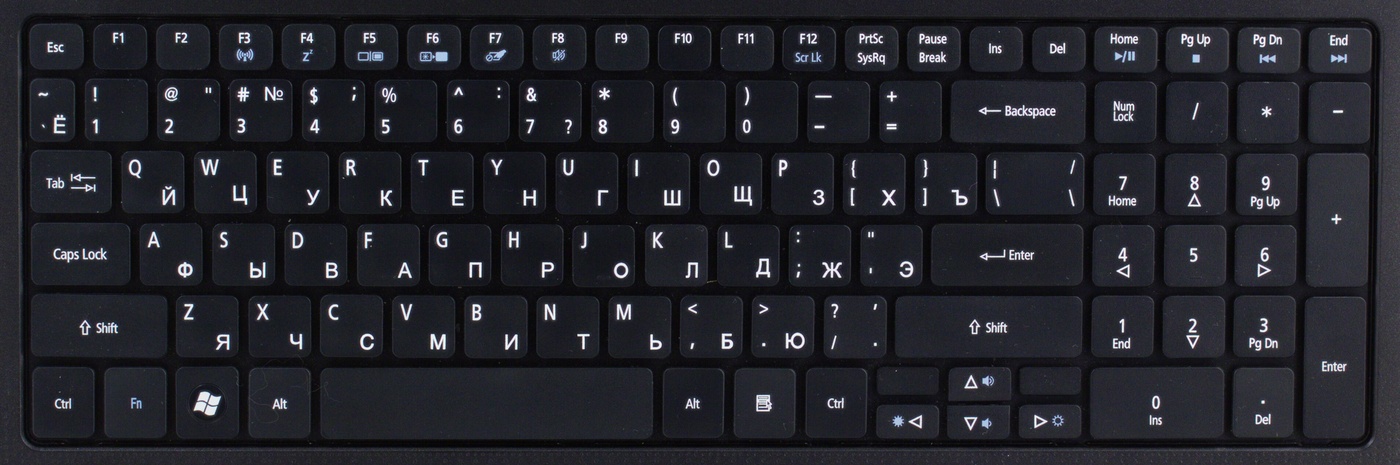 Esc F1 F2 F3 F4 F5 F6 F7 F8 F9 F10 F11 F12 PrtSc Pause Ins Del Home Pg Up Pg Dn End
Zz Scr Lk SysRq Break
~ ! @ " # № $ ; % ^ : & * ( ) — + ← Backspace Num / * −
` Ё 1 2 3 4 5 6 7 ? 8 9 0 - = Lock
Tab Q W E R T Y U I O P { } ¦ / 7 8 9 +
Й Ц У К Е Н Г Ш Щ З [ Х ] Ъ \ \ Home Pg Up
Caps Lock A S D F G H J K L : " Enter 4 5 6
Ф Ы В А П Р О Л Д ; Ж ' Э
Shift Z X C V B N M < > ? , Shift 1 2 3 Enter
Я Ч С М И Т Ь , Б . Ю / . End Pg Dn
Ctrl Fn Alt Alt Ctrl 0 .
Ins Del